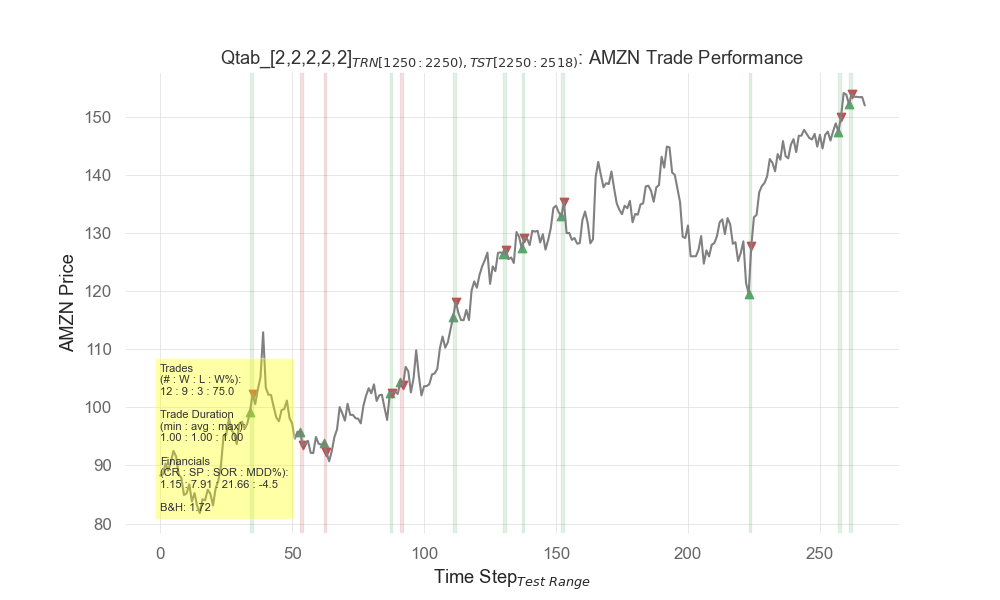 Qtab_[2,2,2,2,2]TRN[1250:2250),TST[2250:2518): AMZN Trade Performance
AMZN Price
150
140
130
120
110
100
90
80
Trades
(# : W : L : W%):
12 : 9 : 3 : 75.0
Trade Duration
(min : avg : max):
1.00 : 1.00 : 1.00
Financials
(CR : SP : SOR : MDD%):
1.15 : 7.91 : 21.66 : -4.5
B&H: 1.72
0 50 100 150 200 250
Time StepTest Range